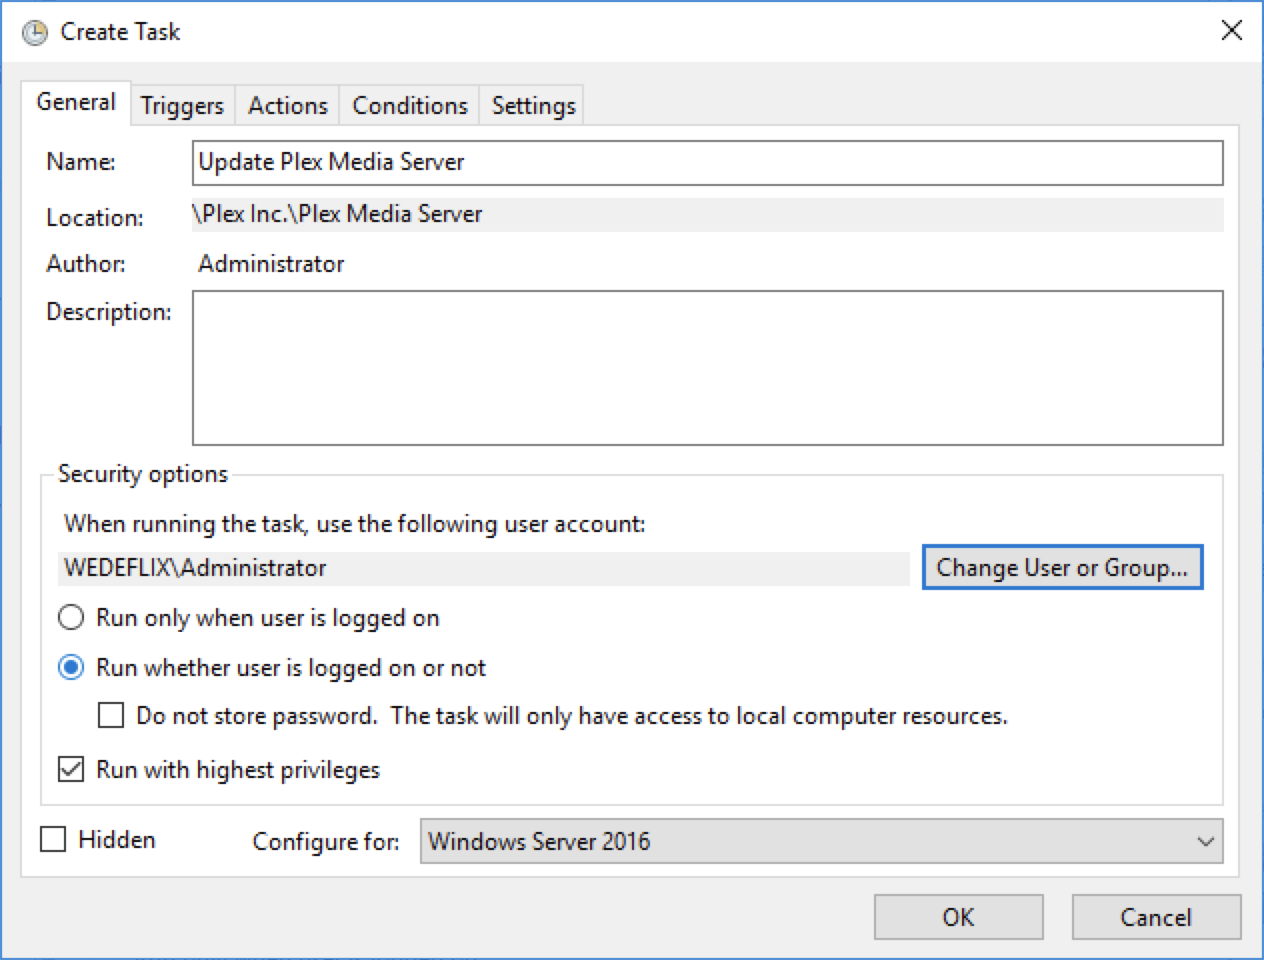 Create Task
General Triggers Actions Conditions Settings
Name: Update Plex Media Server
Location: \Plex Inc.\Plex Media Server
Author: Administrator
Description:
Security options
When running the task, use the following user account:
WEDEFLIX\Administrator Change User or Group...
Run only when user is logged on
Run whether user is logged on or not
Do not store password. The task will only have access to local computer resources.
Run with highest privileges
Hidden Configure for: Windows Server 2016
OK Cancel